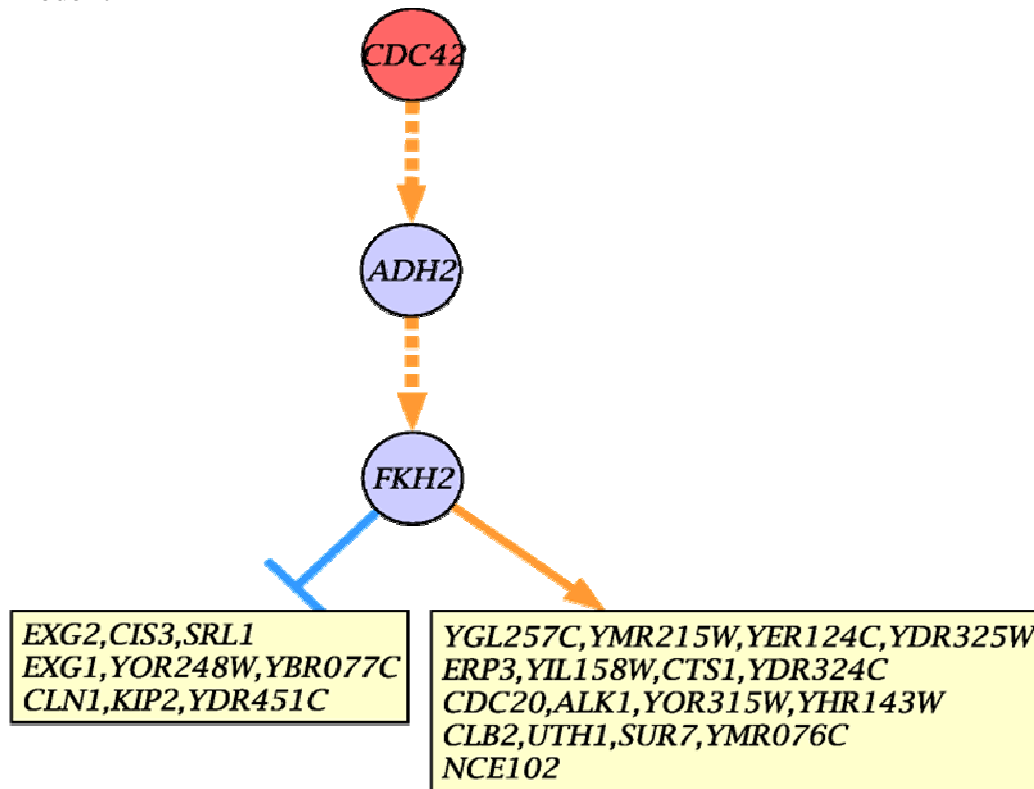 CDC42
ADH2
FKH2
EXG2,CIS3,SRL1
EXG1,YOR248W,YBR077C
CLN1,KIP2,YDR451C
YGL257C,YMR215W,YER124C,YDR325W
ERP3,YIL158W,CTS1,YDR324C
CDC20,ALK1,YOR315W,YHR143W
CLB2,UTH1,SUR7,YMR076C
NCE102